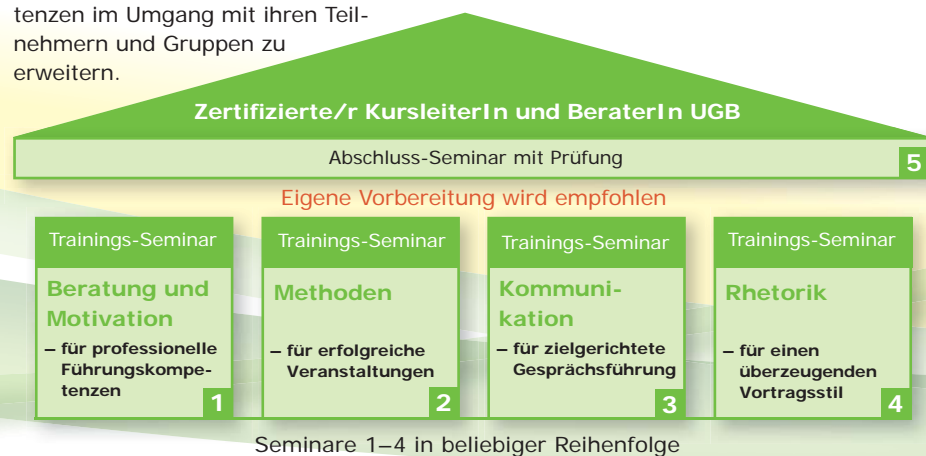 tenzen im Umgang mit ihren Teil-
nehmern und Gruppen zu
erweitern.
Zertifizierte/r KursleiterIn und BeraterIn UGB
Abschluss-Seminar mit Prüfung
5
Eigene Vorbereitung wird empfohlen
Trainings-Seminar
Beratung und
Motivation
– für professionelle
Führungskompe-
tenzen
1
Trainings-Seminar
Methoden
– für erfolgreiche
Veranstaltungen
2
Trainings-Seminar
Kommuni-
kation
– für zielgerichtete
Gesprächsführung
3
Trainings-Seminar
Rhetorik
– für einen
überzeugenden
Vortragsstil
4
Seminare 1–4 in beliebiger Reihenfolge